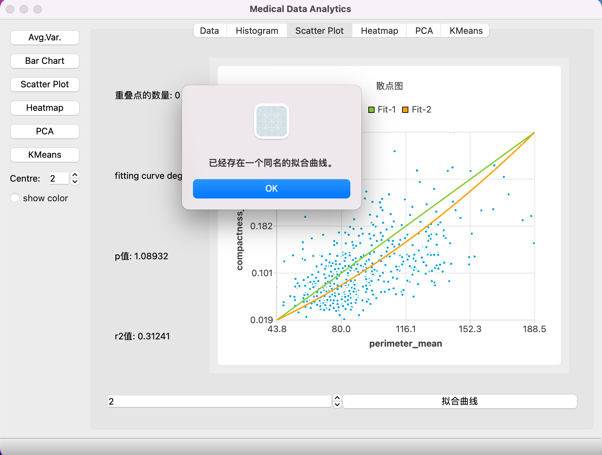 Medical Data Analytics
Data Histogram Scatter Plot Heatmap PCA KMeans
Avg.Var.
Bar Chart
Scatter Plot
Heatmap
PCA
KMeans
Centre: 2
show color
重叠点的数量: 0
fitting curve deg
p值: 1.08932
r2值: 0.31241
散点图
Fit-1 Fit-2
已经存在一个同名的拟合曲线。
OK
compactness_
0.182
0.101
0.019
43.8 80.0 116.1 152.3 188.5
perimeter_mean
2
拟合曲线